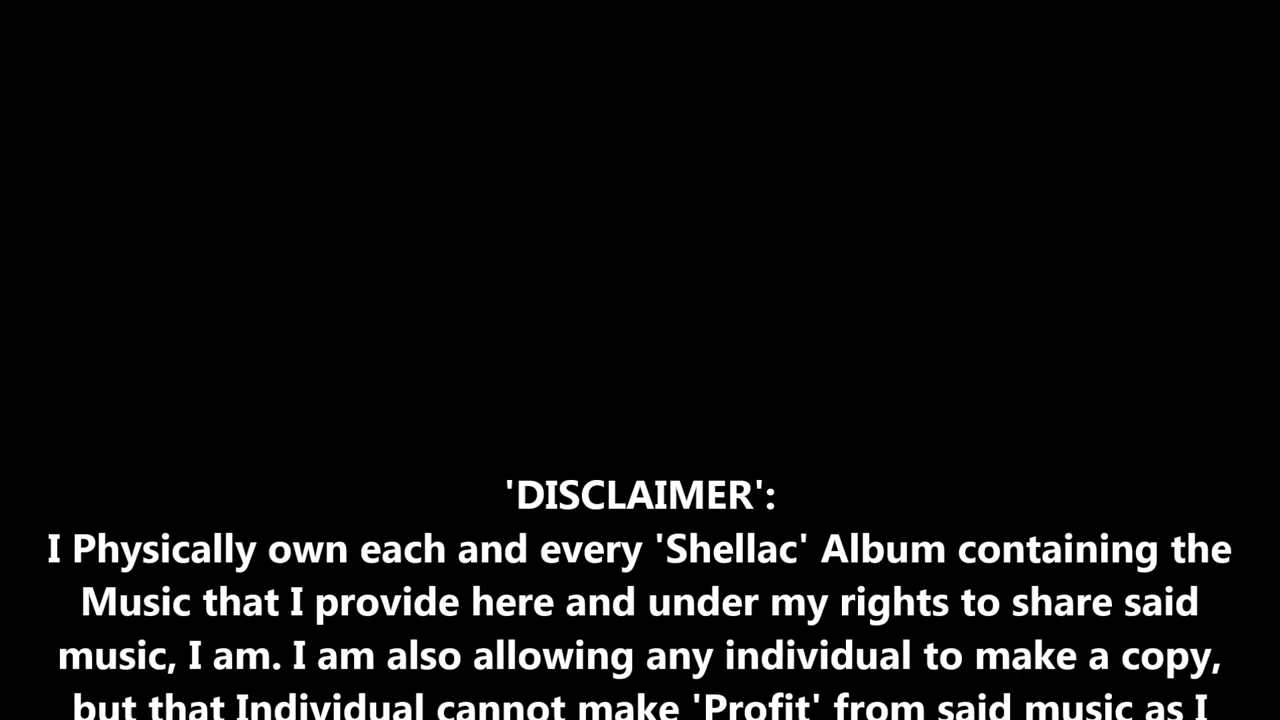 'DISCLAIMER':
I Physically own each and every 'Shellac' Album containing the
Music that I provide here and under my rights to share said
music, I am. I am also allowing any individual to make a copy,
but that Individual cannot make 'Profit' from said music as I